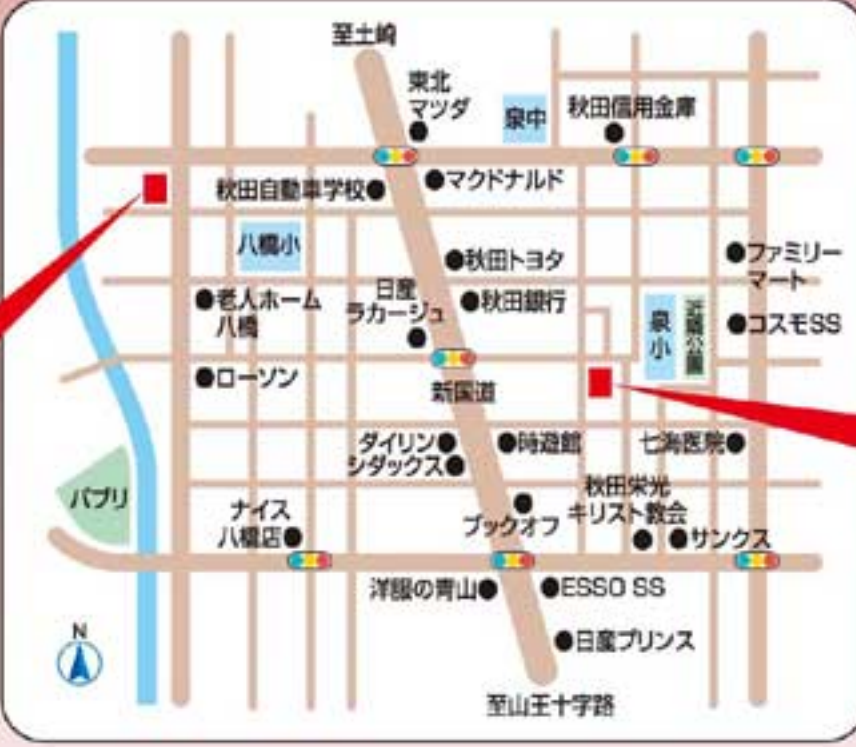 至土崎
東北
マツダ
泉中
秋田信用金庫
秋田自動車学校
マクドナルド
八橋小
秋田トヨタ
ファミリー
マート
老人ホーム
八橋
日産
ラカージュ
秋田銀行
泉小
近隣公園
コスモSS
ローソン
新国道
ダイリン
シダックス
時遊館
七海医院
パブリ
ナイス
八橋店
ブックオフ
秋田栄光
キリスト教会
サンクス
洋服の青山
ESSO SS
日産プリンス
N
至山王十字路